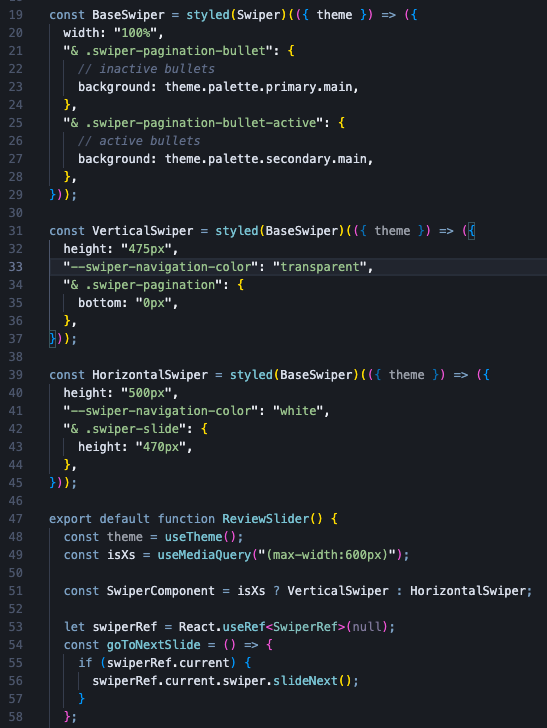 19 const BaseSwiper = styled(Swiper)(({ theme }) => ({
20 width: "100%",
21 "& .swiper-pagination-bullet": {
22 // inactive bullets
23 background: theme.palette.primary.main,
24 },
25 "& .swiper-pagination-bullet-active": {
26 // active bullets
27 background: theme.palette.secondary.main,
28 },
29 }));
30
31 const VerticalSwiper = styled(BaseSwiper)(({ theme }) => ({
32 height: "475px",
33 "--swiper-navigation-color": "transparent",
34 "& .swiper-pagination": {
35 bottom: "0px",
36 },
37 }));
38
39 const HorizontalSwiper = styled(BaseSwiper)(({ theme }) => ({
40 height: "500px",
41 "--swiper-navigation-color": "white",
42 "& .swiper-slide": {
43 height: "470px",
44 },
45 }));
46
47 export default function ReviewSlider() {
48 const theme = useTheme();
49 const isXs = useMediaQuery("(max-width:600px)");
50
51 const SwiperComponent = isXs ? VerticalSwiper : HorizontalSwiper;
52
53 let swiperRef = React.useRef<SwiperRef>(null);
54 const goToNextSlide = () => {
55 if (swiperRef.current) {
56 swiperRef.current.swiper.slideNext();
57 }
58 };